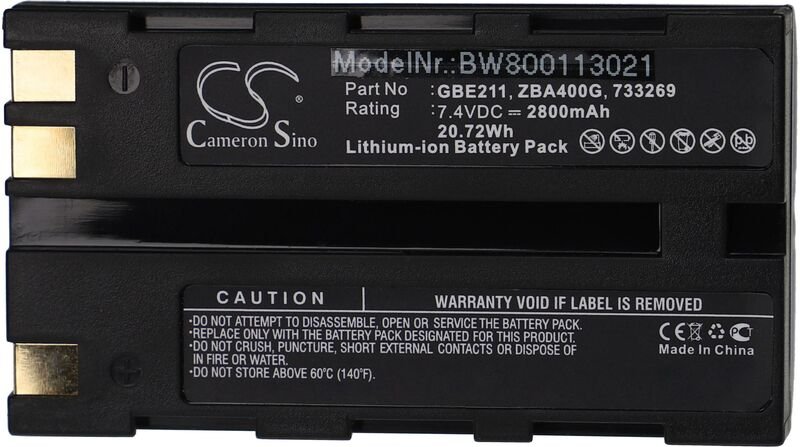 ModelNr.:BW800113021
CS
Cameron Sino
Part No : GBE211, ZBA400G, 733269
Rating : 7.4VDC 2800mAh
20.72Wh
Lithium-ion Battery Pack
Pb
CAUTION
WARRANTY VOID IF LABEL IS REMOVED
•DO NOT ATTEMPT TO DISASSEMBLE, OPEN OR SERVICE THE BATTERY PACK.
•REPLACE ONLY WITH THE BATTERY PACK DESIGNATED FOR THIS PRODUCT.
•DO NOT CRUSH, PUNCTURE, SHORT EXTERNAL CONTACTS OR DISPOSE OF
IN FIRE OR WATER.
•DO NOT STORE ABOVE 60°C (140°F).
CE
Made In China